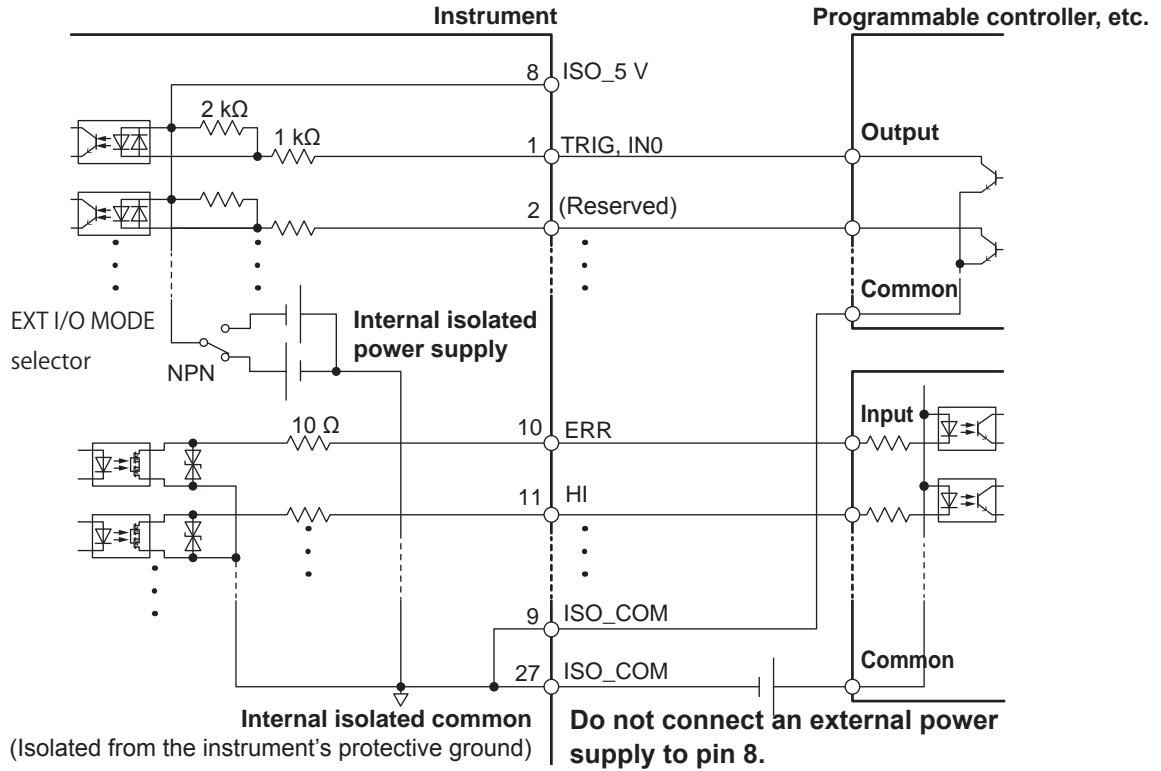 Instrument
Programmable controller, etc.
8 ISO_5 V
2 kΩ
1 kΩ
1 TRIG, IN0
Output
2 (Reserved)
Common
EXT I/O MODE
selector
NPN
Internal isolated
power supply
10 Ω
10 ERR
Input
11 HI
9 ISO_COM
27 ISO_COM
Common
Internal isolated common
(Isolated from the instrument's protective ground)
Do not connect an external power
supply to pin 8.